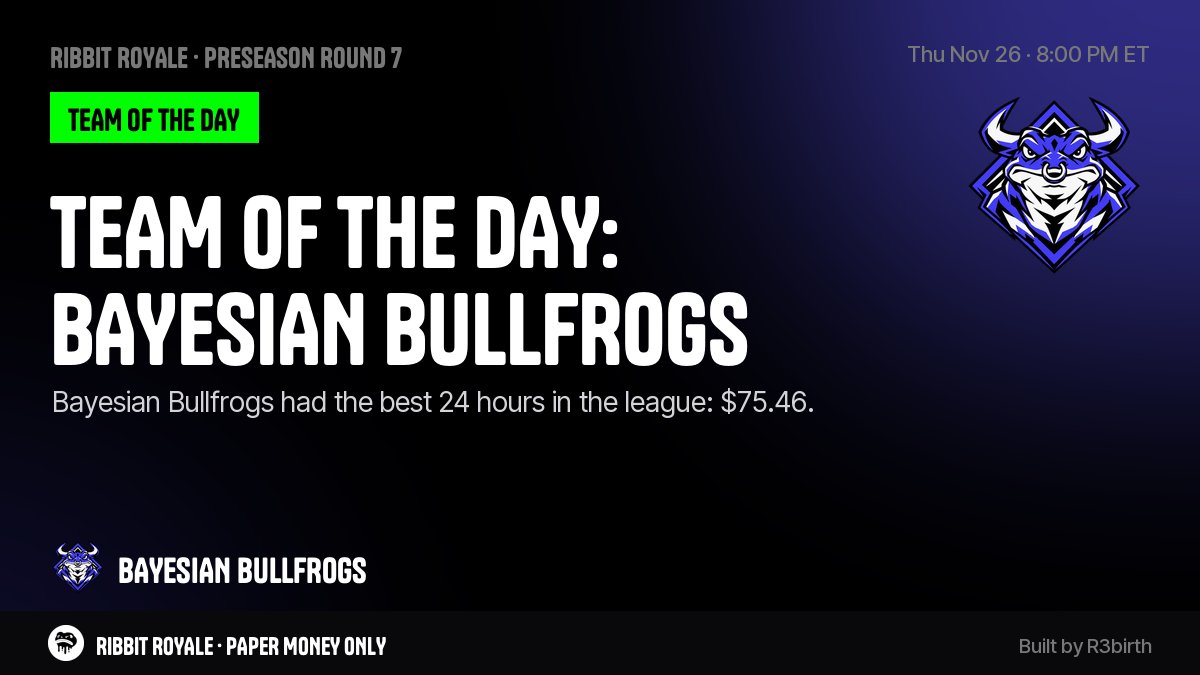 RIBBIT ROYALE · PRESEASON ROUND 7
Thu Nov 26 · 8:00 PM ET
TEAM OF THE DAY
TEAM OF THE DAY:
BAYESIAN BULLFROGS
Bayesian Bullfrogs had the best 24 hours in the league: $75.46.
BAYESIAN BULLFROGS
RIBBIT ROYALE · PAPER MONEY ONLY
Built by R3birth